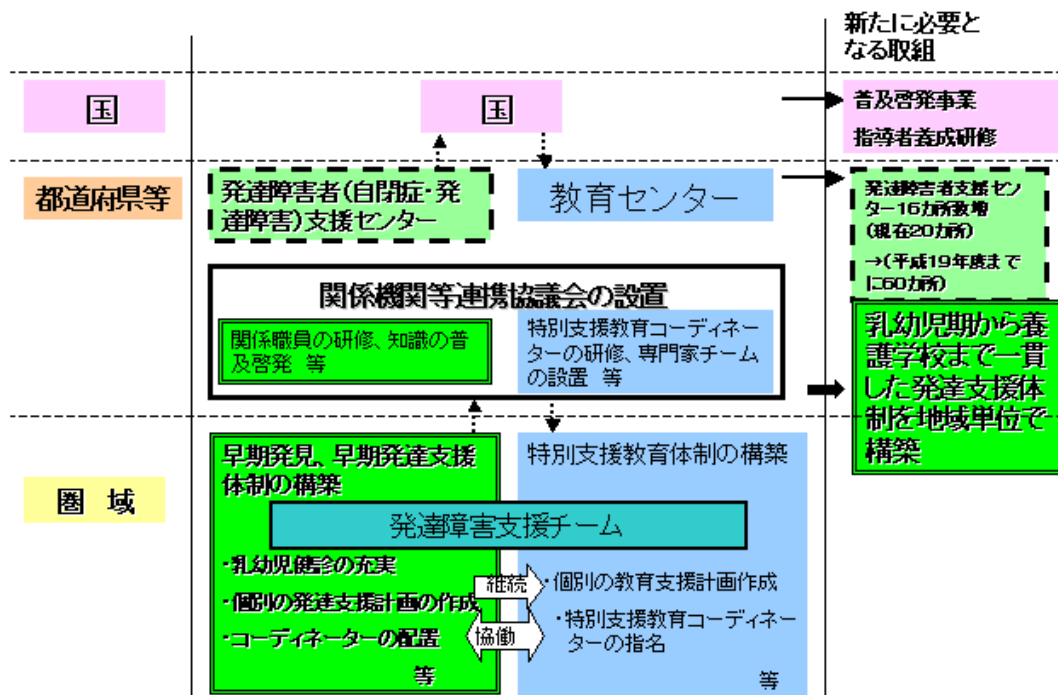 新たに必要と
なる取組
国
国
普及啓発事業
指導者養成研修
都道府県等
発達障害者(自閉症・発
達障害)支援センター
教育センター
発達障害者支援セン
ター16カ所数増
(現在20カ所)
→(平成19年度まで
に60カ所)
関係機関等連携協議会の設置
関係職員の研修、知識の普
及啓発 等
特別支援教育コーディネー
ターの研修、専門家チーム
の設置 等
乳幼児期から養
護学校まで一貫
した発達支援体
制を地域単位で
構築
圏 域
早期発見、早期発達支援
体制の構築
特別支援教育体制の構築
発達障害支援チーム
・乳幼児健診の充実
・個別の発達支援計画の作成
・コーディネーターの配置
等
継続
協働
・個別の教育支援計画作成
・特別支援教育コーディネー
ターの指名
等